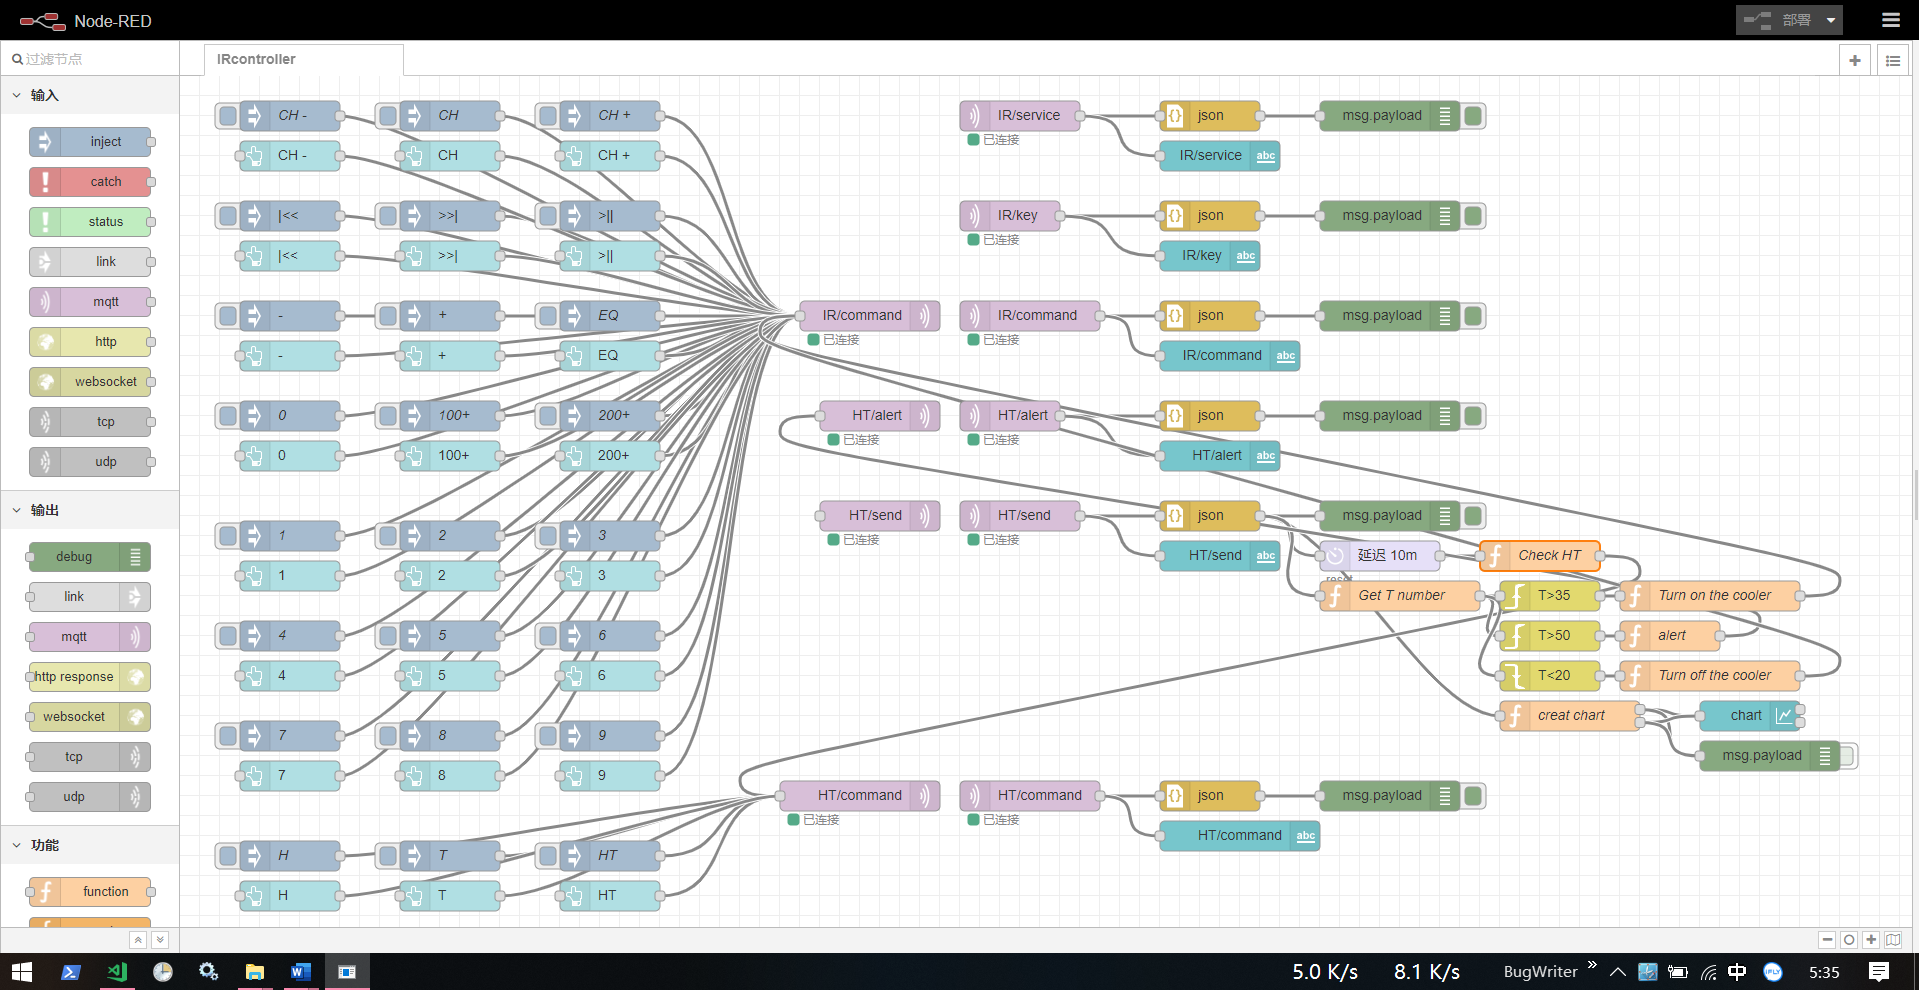 Node-RED
部署
过滤节点
IRcontroller
输入
inject
catch
status
link
mqtt
http
websocket
tcp
udp
输出
debug
link
mqtt
http response
websocket
tcp
udp
功能
function
CH - CH CH +
CH - CH CH +
|<< >>| >||
|<< >>| >||
- + EQ
- + EQ
0 100+ 200+
0 100+ 200+
1 2 3
1 2 3
4 5 6
4 5 6
7 8 9
7 8 9
H T HT
H T HT
IR/service json msg.payload
已连接
IR/service abc
IR/key json msg.payload
已连接
IR/key abc
IR/command IR/command json msg.payload
已连接 已连接
IR/command abc
HT/alert HT/alert json msg.payload
已连接 已连接
HT/alert abc
HT/send HT/send json msg.payload
已连接 已连接
HT/send abc
延迟 10m Check HT
reset
Get T number T>35 Turn on the cooler
T>50 alert
T<20 Turn off the cooler
creat chart chart
msg.payload
HT/command HT/command json msg.payload
已连接 已连接
HT/command abc
5.0 K/s 8.1 K/s BugWriter » 中 iFLY 5:35